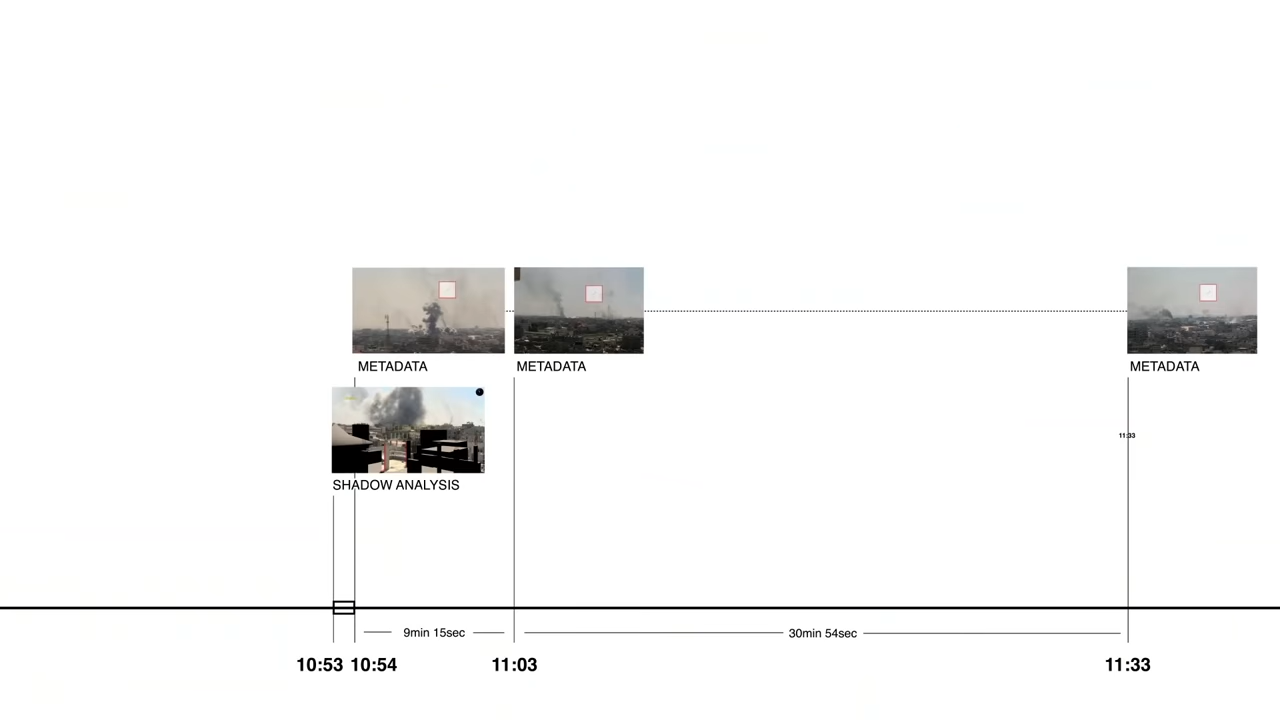 METADATA METADATA METADATA
11:33
SHADOW ANALYSIS
9min 15sec 30min 54sec
10:53 10:54 11:03 11:33